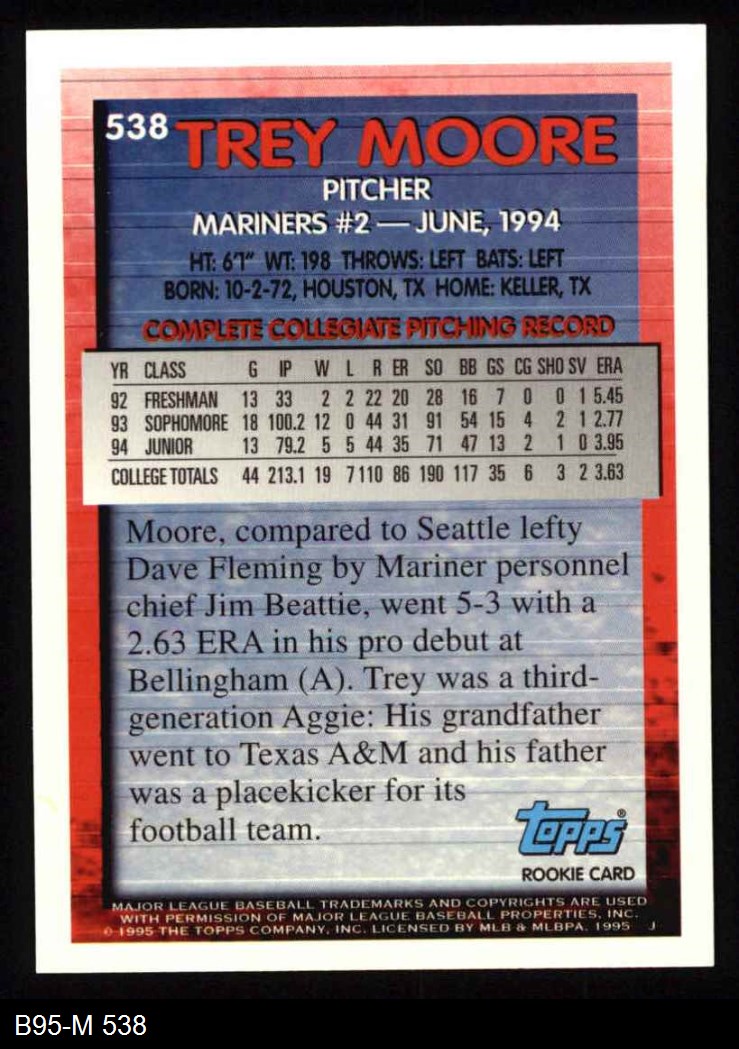 538 TREY MOORE
PITCHER
MARINERS #2 — JUNE, 1994
HT: 6'1" WT: 198 THROWS: LEFT BATS: LEFT
BORN: 10-2-72, HOUSTON, TX HOME: KELLER, TX
COMPLETE COLLEGIATE PITCHING RECORD
YR CLASS G IP W L R ER SO BB GS CG SHO SV ERA
92 FRESHMAN 13 33 2 2 22 20 28 16 7 0 0 1 5.45
93 SOPHOMORE 18 100.2 12 0 44 31 91 54 15 4 2 1 2.77
94 JUNIOR 13 79.2 5 5 44 35 71 47 13 2 1 0 3.95
COLLEGE TOTALS 44 213.1 19 7 110 86 190 117 35 6 3 2 3.63
Moore, compared to Seattle lefty
Dave Fleming by Mariner personnel
chief Jim Beattie, went 5-3 with a
2.63 ERA in his pro debut at
Bellingham (A). Trey was a third-
generation Aggie: His grandfather
went to Texas A&M and his father
was a placekicker for its
football team.
Topps®
ROOKIE CARD
MAJOR LEAGUE BASEBALL TRADEMARKS AND COPYRIGHTS ARE USED
WITH PERMISSION OF MAJOR LEAGUE BASEBALL PROPERTIES, INC.
© 1995 THE TOPPS COMPANY, INC. LICENSED BY MLB & MLBPA. 1995 J
B95-M 538